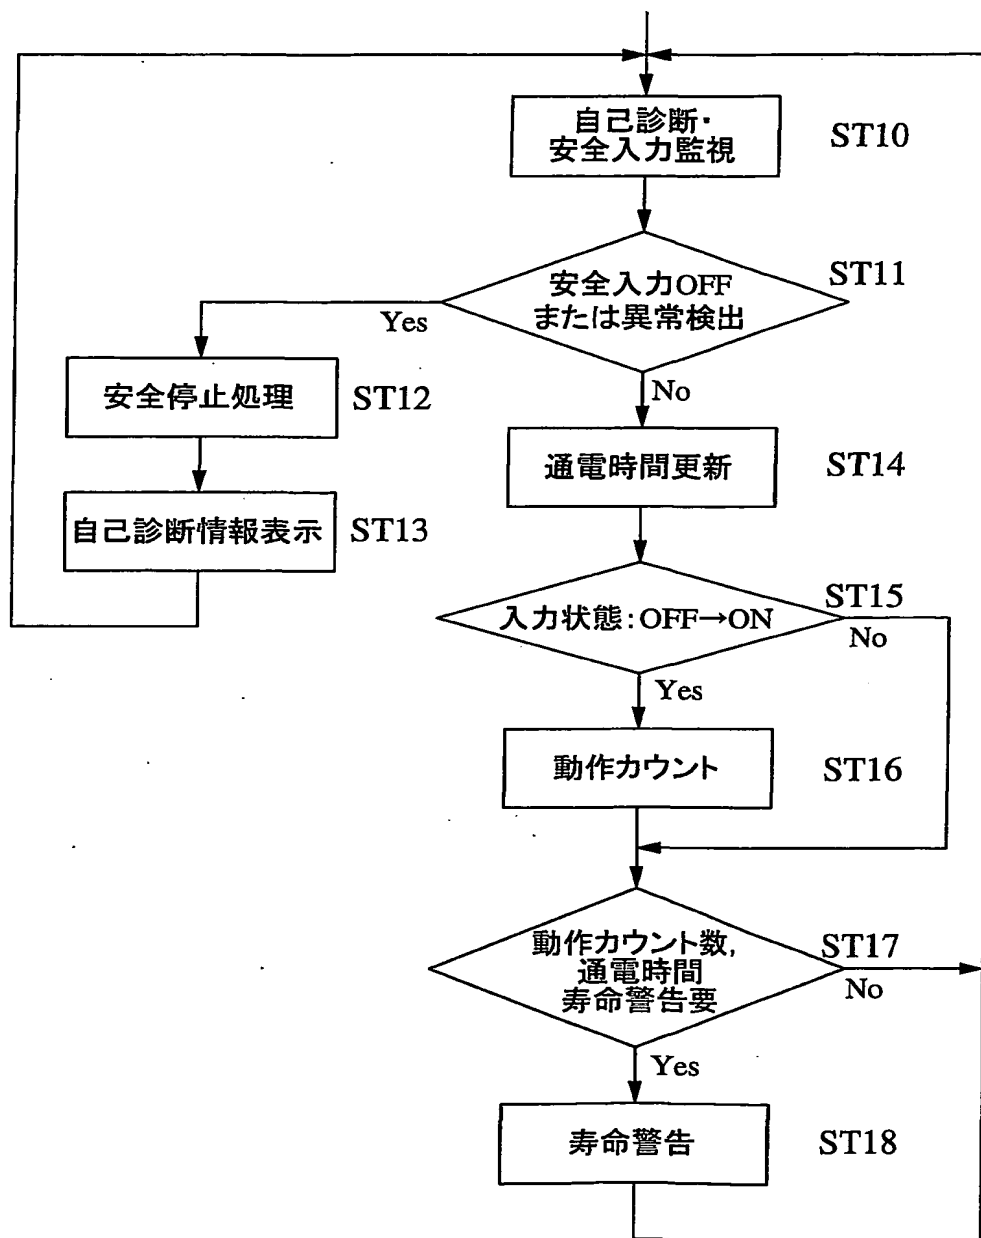 自己診断・
安全入力監視
ST10
安全入力OFF
または異常検出
ST11
Yes
No
安全停止処理
ST12
自己診断情報表示
ST13
通電時間更新
ST14
入力状態:OFF→ON
ST15
No
Yes
動作カウント
ST16
動作カウント数,
通電時間
寿命警告要
ST17
No
Yes
寿命警告
ST18